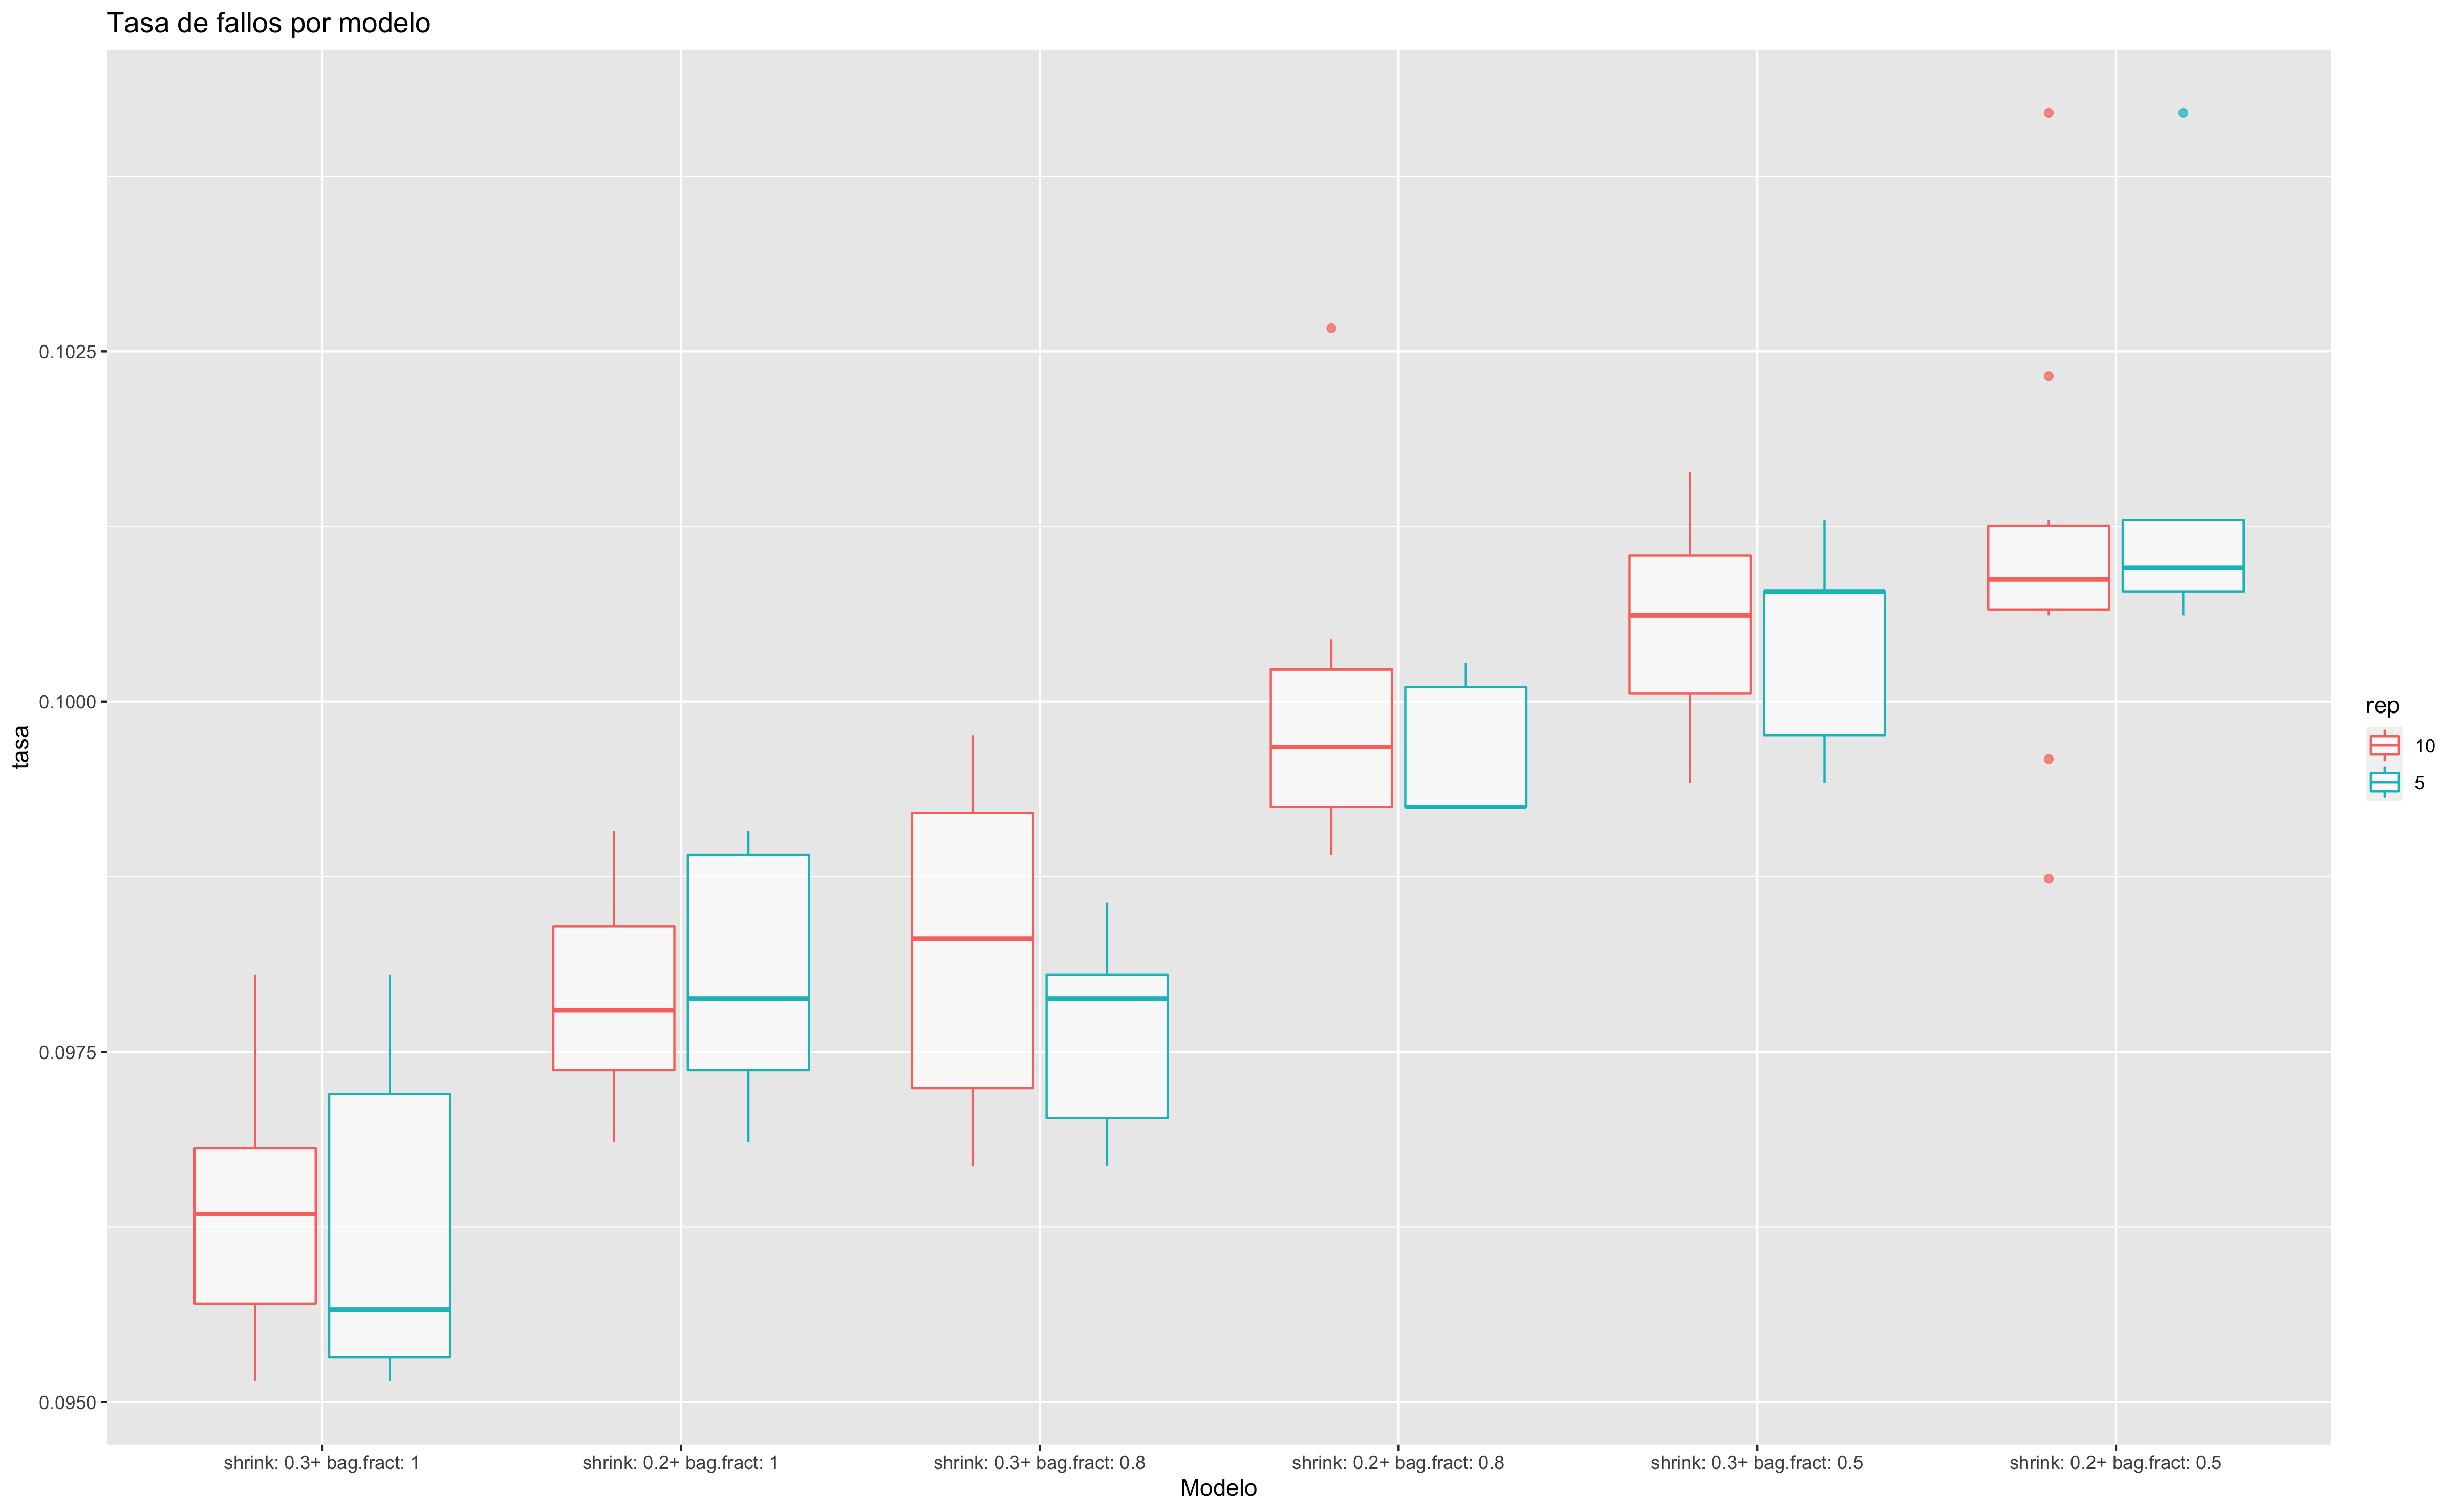 Tasa de fallos por modelo
tasa
0.1025
0.1000
0.0975
0.0950
shrink: 0.3+ bag.fract: 1
shrink: 0.2+ bag.fract: 1
shrink: 0.3+ bag.fract: 0.8
shrink: 0.2+ bag.fract: 0.8
shrink: 0.3+ bag.fract: 0.5
shrink: 0.2+ bag.fract: 0.5
Modelo
rep
10
5